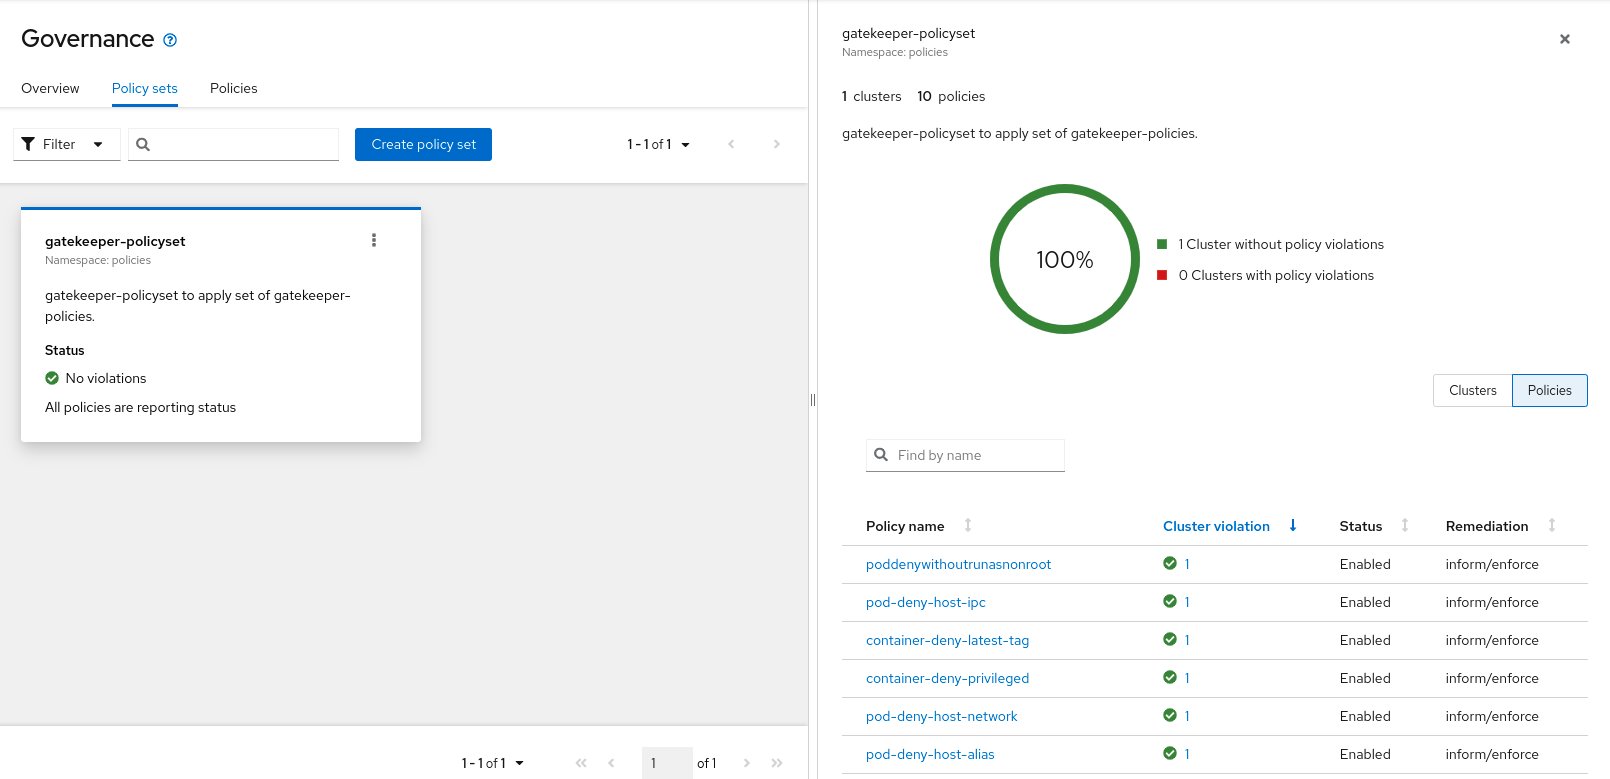 Governance
Overview Policy sets Policies
Filter Create policy set 1 - 1 of 1
gatekeeper-policyset
Namespace: policies
gatekeeper-policyset to apply set of gatekeeper-
policies.
Status
No violations
All policies are reporting status
1 - 1 of 1 1 of 1
gatekeeper-policyset
Namespace: policies
1 clusters 10 policies
gatekeeper-policyset to apply set of gatekeeper-policies.
100%
1 Cluster without policy violations
0 Clusters with policy violations
Clusters Policies
Find by name
Policy name Cluster violation Status Remediation
poddenywithoutrunasnonroot 1 Enabled inform/enforce
pod-deny-host-ipc 1 Enabled inform/enforce
container-deny-latest-tag 1 Enabled inform/enforce
container-deny-privileged 1 Enabled inform/enforce
pod-deny-host-network 1 Enabled inform/enforce
pod-deny-host-alias 1 Enabled inform/enforce